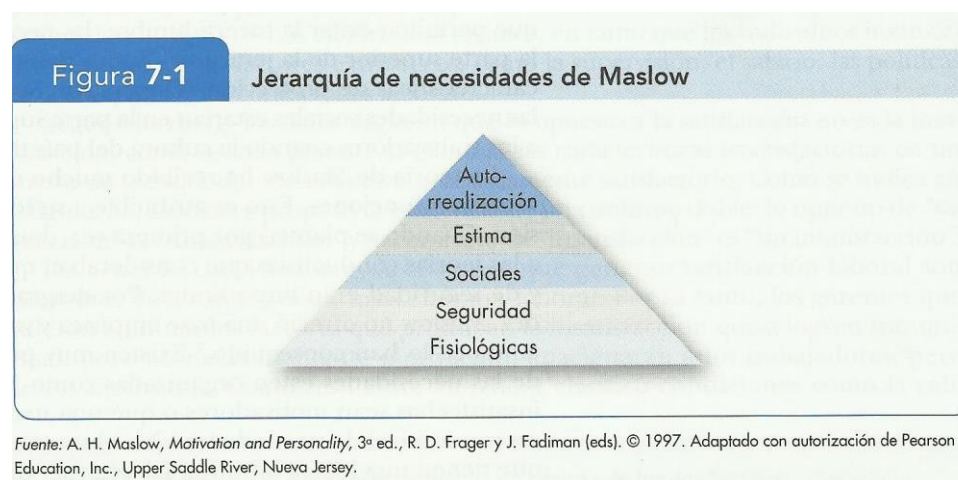 Figura 7-1
Jerarquía de necesidades de Maslow
Auto-
rrealización
Estima
Sociales
Seguridad
Fisiológicas
Fuente: A. H. Maslow, Motivation and Personality, 3ª ed., R. D. Frager y J. Fadiman (eds). © 1997. Adaptado con autorización de Pearson
Education, Inc., Upper Saddle River, Nueva Jersey.